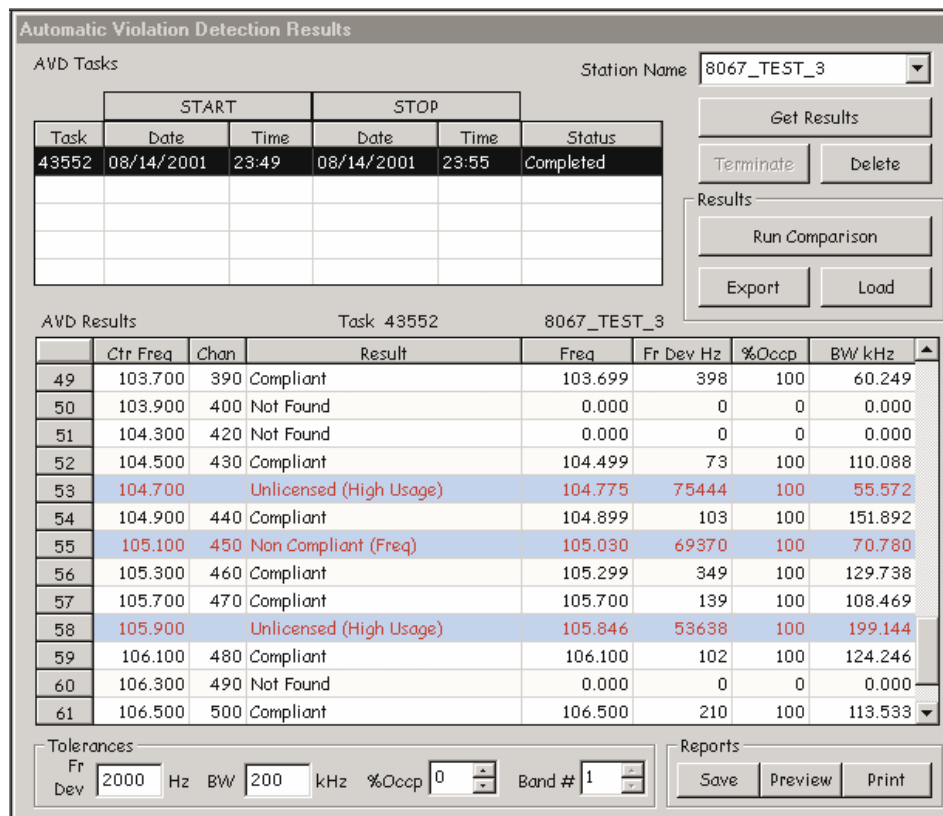 Automatic Violation Detection Results
AVD Tasks
Station Name 8067_TEST_3
START STOP
Task Date Time Date Time Status
43552 08/14/2001 23:49 08/14/2001 23:55 Completed
Get Results
Terminate Delete
Results
Run Comparison
Export Load
AVD Results Task 43552 8067_TEST_3
Ctr Freq Chan Result Freq Fr Dev Hz %Occp BW kHz
49 103.700 390 Compliant 103.699 398 100 60.249
50 103.900 400 Not Found 0.000 0 0 0.000
51 104.300 420 Not Found 0.000 0 0 0.000
52 104.500 430 Compliant 104.499 73 100 110.088
53 104.700 Unlicensed (High Usage) 104.775 75444 100 55.572
54 104.900 440 Compliant 104.899 103 100 151.892
55 105.100 450 Non Compliant (Freq) 105.030 69370 100 70.780
56 105.300 460 Compliant 105.299 349 100 129.738
57 105.700 470 Compliant 105.700 139 100 108.469
58 105.900 Unlicensed (High Usage) 105.846 53638 100 199.144
59 106.100 480 Compliant 106.100 102 100 124.246
60 106.300 490 Not Found 0.000 0 0 0.000
61 106.500 500 Compliant 106.500 210 100 113.533
Tolerances
Fr Dev 2000 Hz BW 200 kHz %Occp 0 Band # 1
Reports
Save Preview Print